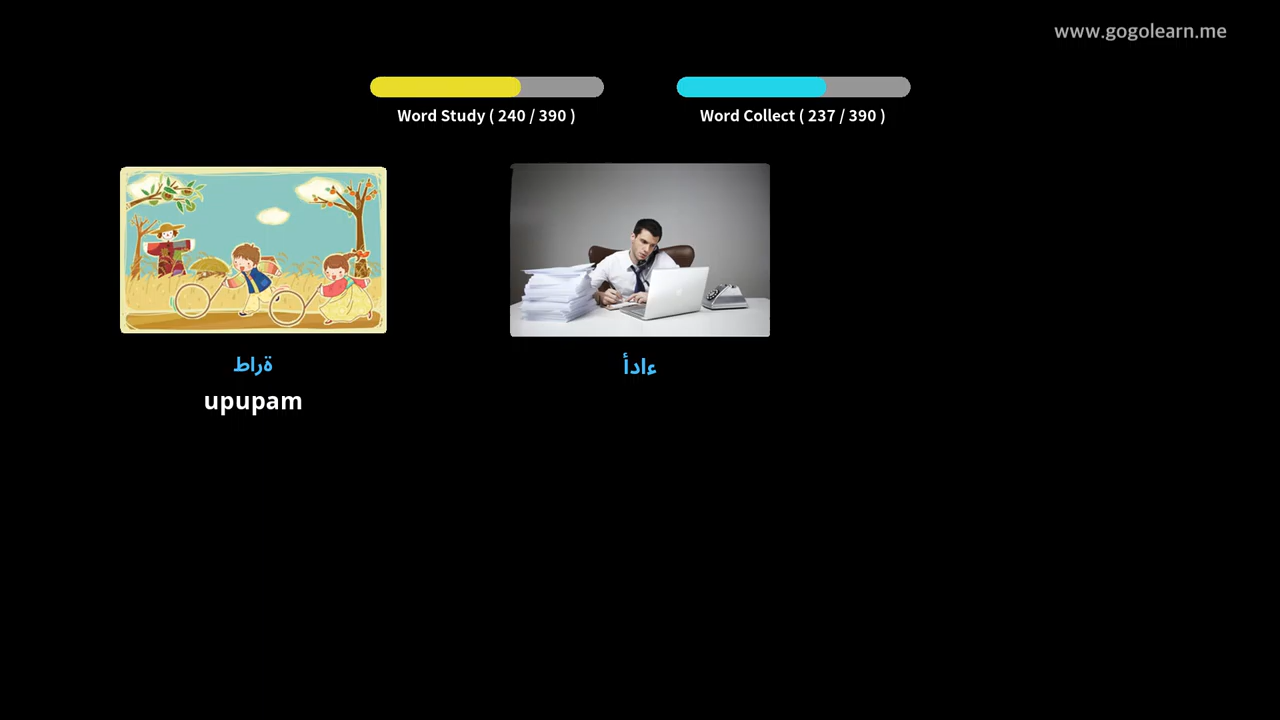 www.gogolearn.me
Word Study ( 240 / 390 )
Word Collect ( 237 / 390 )
ةراط
upupam
ءادأ